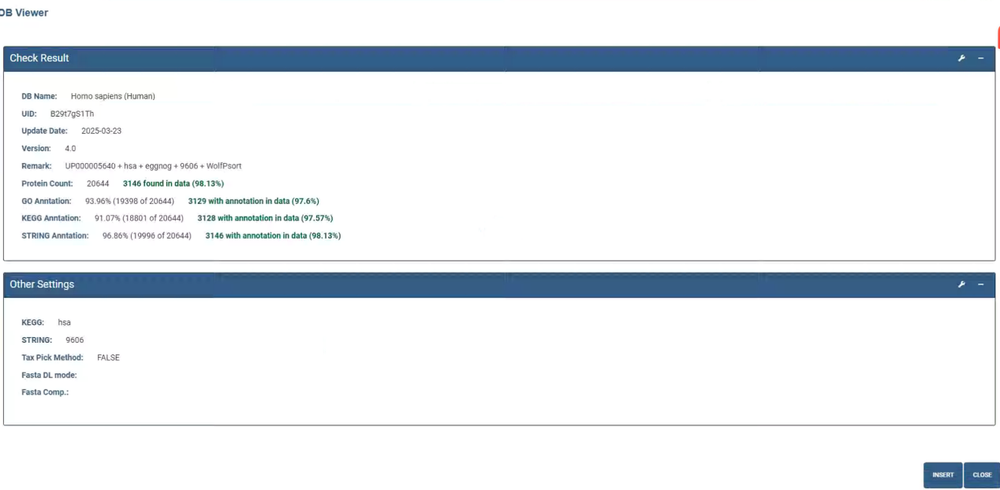 DB Viewer
Check Result
DB Name: Homo sapiens (Human)
UID: B29t7gS1Th
Update Date: 2025-03-23
Version: 4.0
Remark: UP000005640 + hsa + eggnog + 9606 + WolfPsort
Protein Count: 20644 3146 found in data (98.13%)
GO Anntation: 93.96% (19398 of 20644) 3129 with annotation in data (97.6%)
KEGG Anntation: 91.07% (18801 of 20644) 3128 with annotation in data (97.57%)
STRING Anntation: 96.86% (19996 of 20644) 3146 with annotation in data (98.13%)
Other Settings
KEGG: hsa
STRING: 9606
Tax Pick Method: FALSE
Fasta DL mode:
Fasta Comp.:
INSERT CLOSE